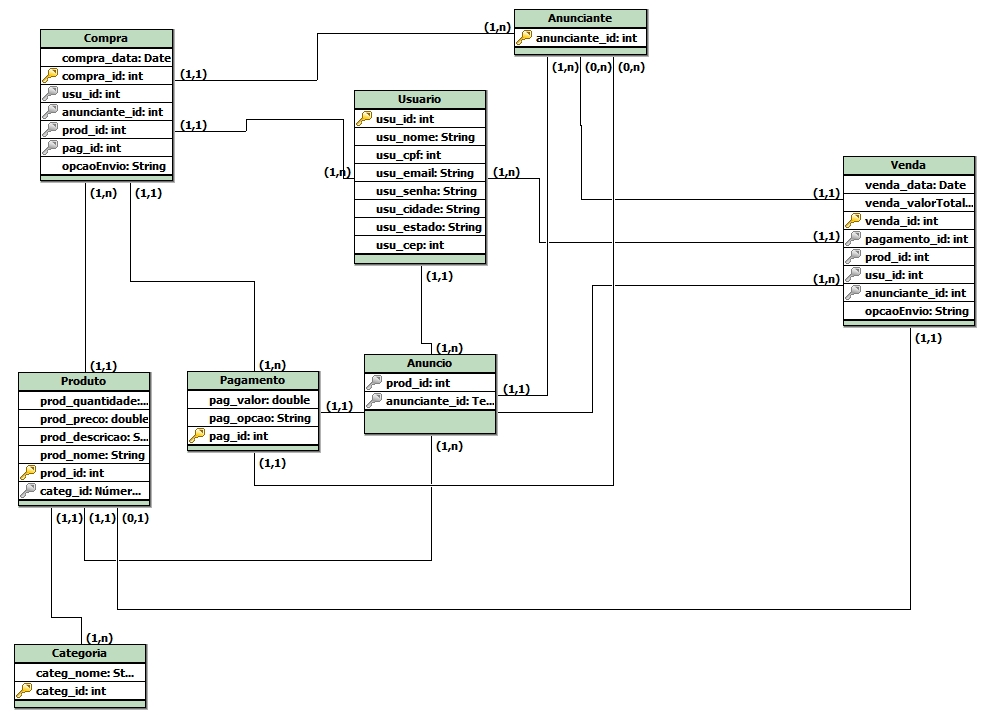 Anunciante
anunciante_id: int
(1,n)
(1,n)
(0,n)
(0,n)
Compra
compra_data: Date
compra_id: int
usu_id: int
anunciante_id: int
prod_id: int
pag_id: int
opcaoEnvio: String
(1,1)
(1,1)
(1,n)
(1,1)
Usuario
usu_id: int
usu_nome: String
usu_cpf: int
usu_email: String
usu_senha: String
usu_cidade: String
usu_estado: String
usu_cep: int
(1,n)
(1,n)
(1,1)
Venda
venda_data: Date
venda_valorTotal...
venda_id: int
pagamento_id: int
prod_id: int
usu_id: int
anunciante_id: int
opcaoEnvio: String
(1,1)
(1,1)
(1,n)
(1,1)
(1,1)
Produto
prod_quantidade:...
prod_preco: double
prod_descricao: S...
prod_nome: String
prod_id: int
categ_id: Númer...
(1,1)
(1,1)
(0,1)
(1,n)
Pagamento
pag_valor: double
pag_opcao: String
pag_id: int
(1,1)
(1,1)
(1,n)
Anuncio
prod_id: int
anunciante_id: Te...
(1,1)
(1,n)
(1,n)
Categoria
categ_nome: St...
categ_id: int